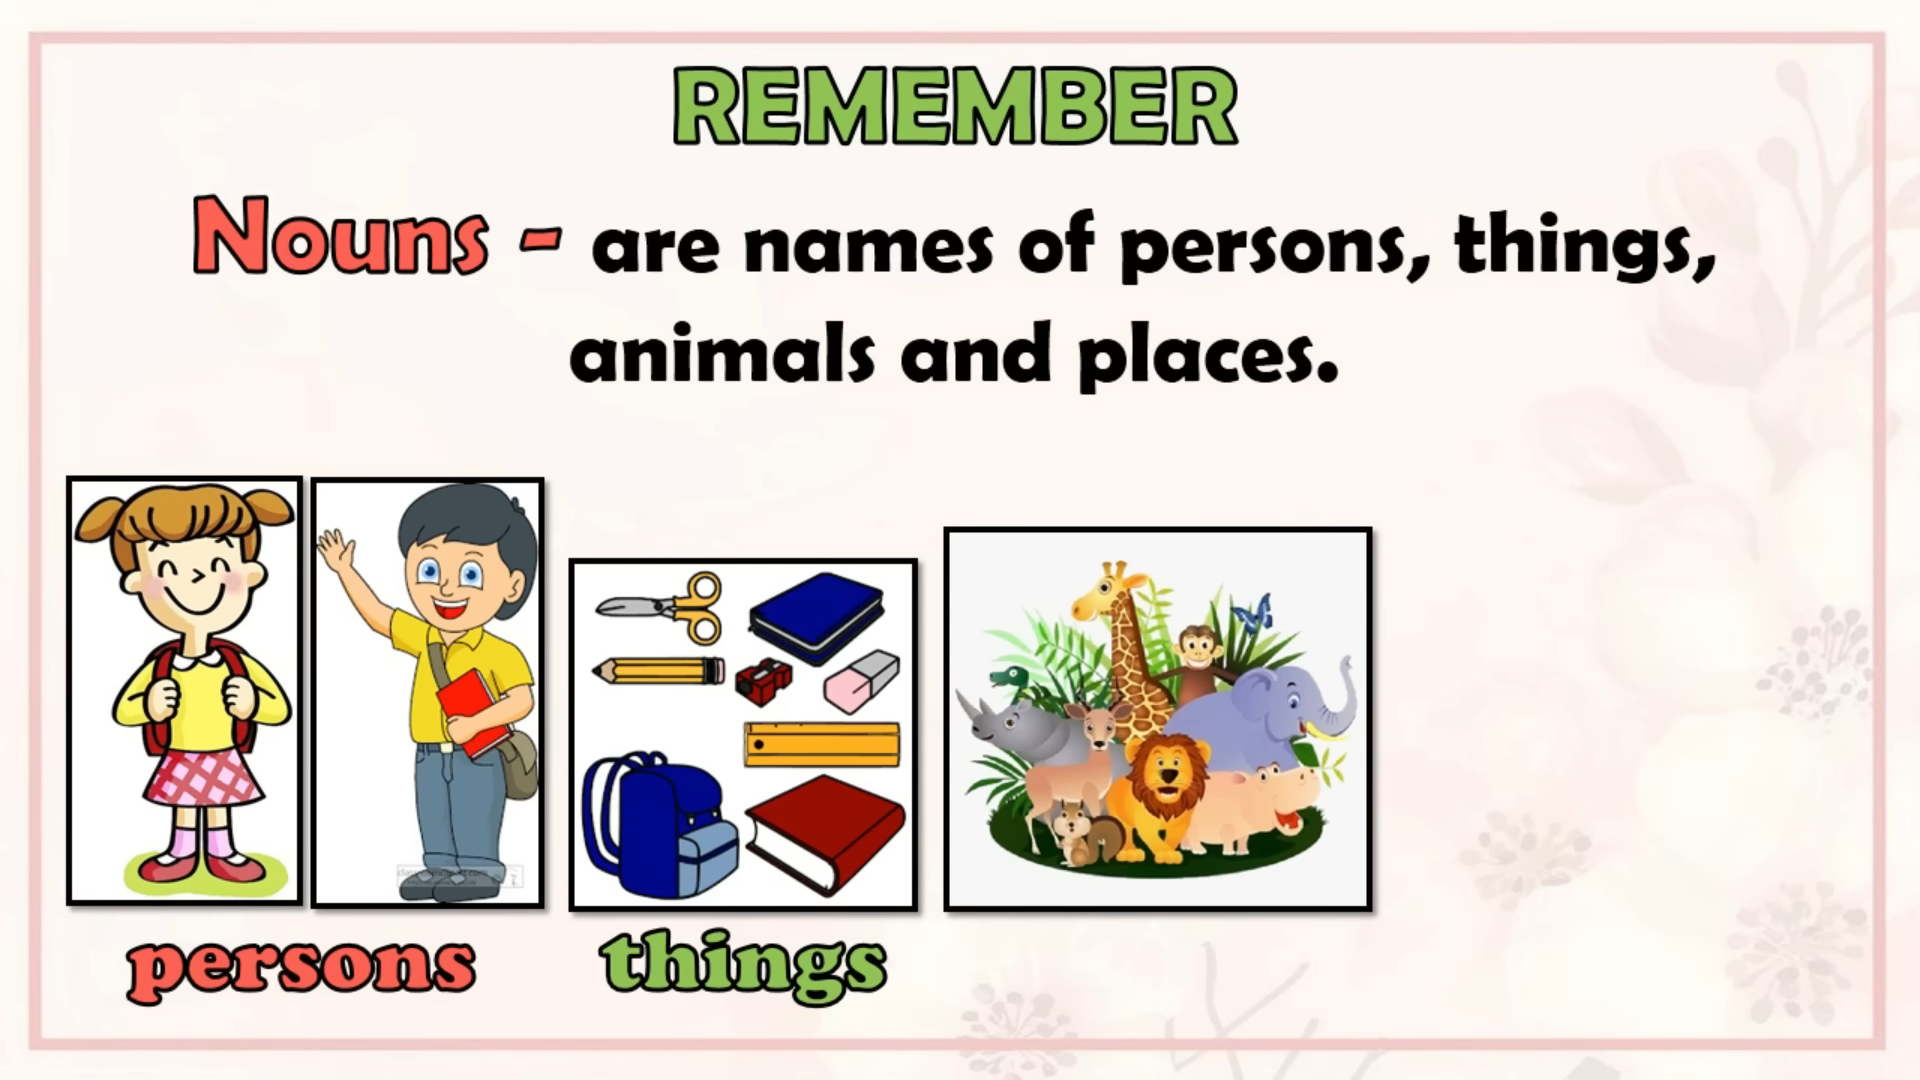 REMEMBER
Nouns - are names of persons, things,
animals and places.
persons
things